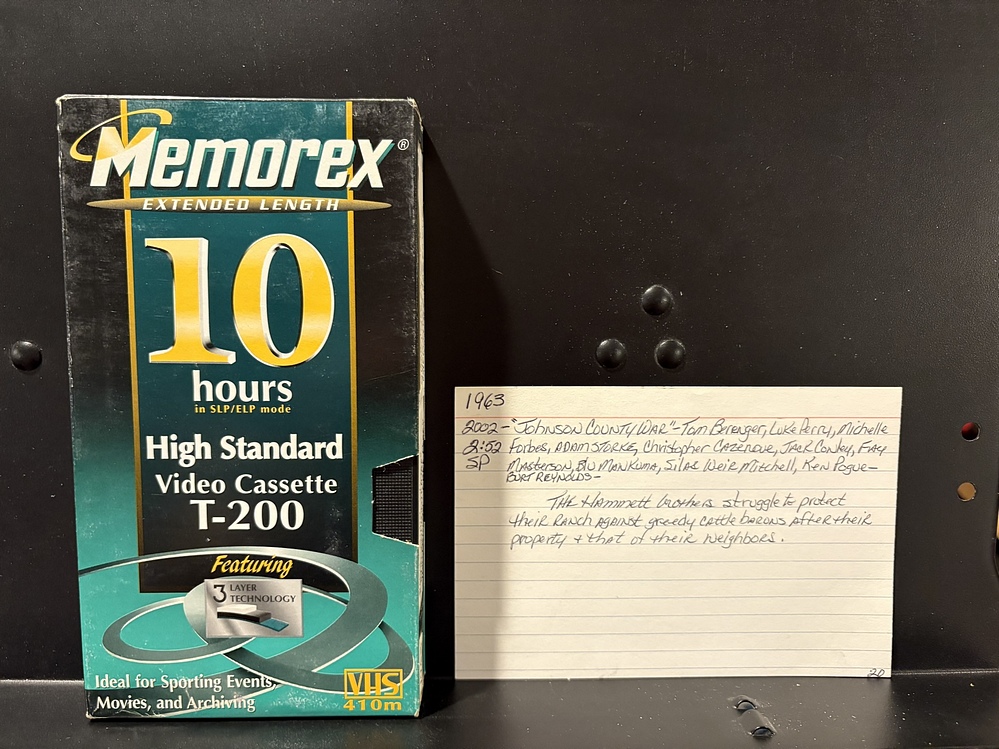 Memorex®
EXTENDED LENGTH
10
hours
in SLP/ELP mode
High Standard
Video Cassette
T-200
Featuring
3 LAYER
TECHNOLOGY
Ideal for Sporting Events,
Movies, and Archiving
VHS
410m
1963
2002 - "JOHNSON COUNTY WAR" - Tom Berenger, Luke Perry, Michelle
2:52 Forbes, ADAM STORKE, Christopher Cazenove, Jack Conley, FAY
SP Masterson, Blu Mankuma, Silas Weir Mitchell, Ken Pogue -
BURT REYNOLDS -
THE Hammett brothers struggle to protect
their RANCH AGAINST greedy cattle barons after their
property + that of their neighbors.
20